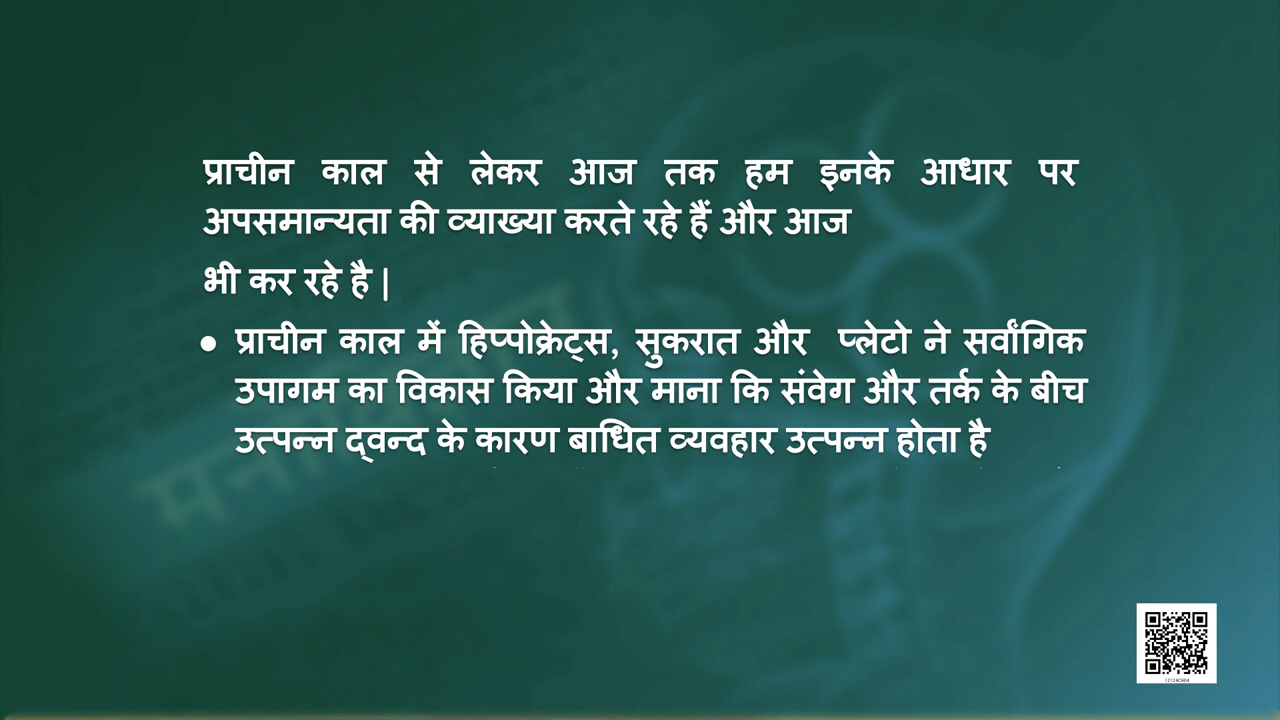 प्राचीन काल से लेकर आज तक हम इनके आधार पर
अपसमान्यता की व्याख्या करते रहे हैं और आज
भी कर रहे है |
● प्राचीन काल में हिप्पोक्रेट्स, सुकरात और प्लेटो ने सर्वांगिक
उपागम का विकास किया और माना कि संवेग और तर्क के बीच
उत्पन्न द्वन्द के कारण बाधित व्यवहार उत्पन्न होता है